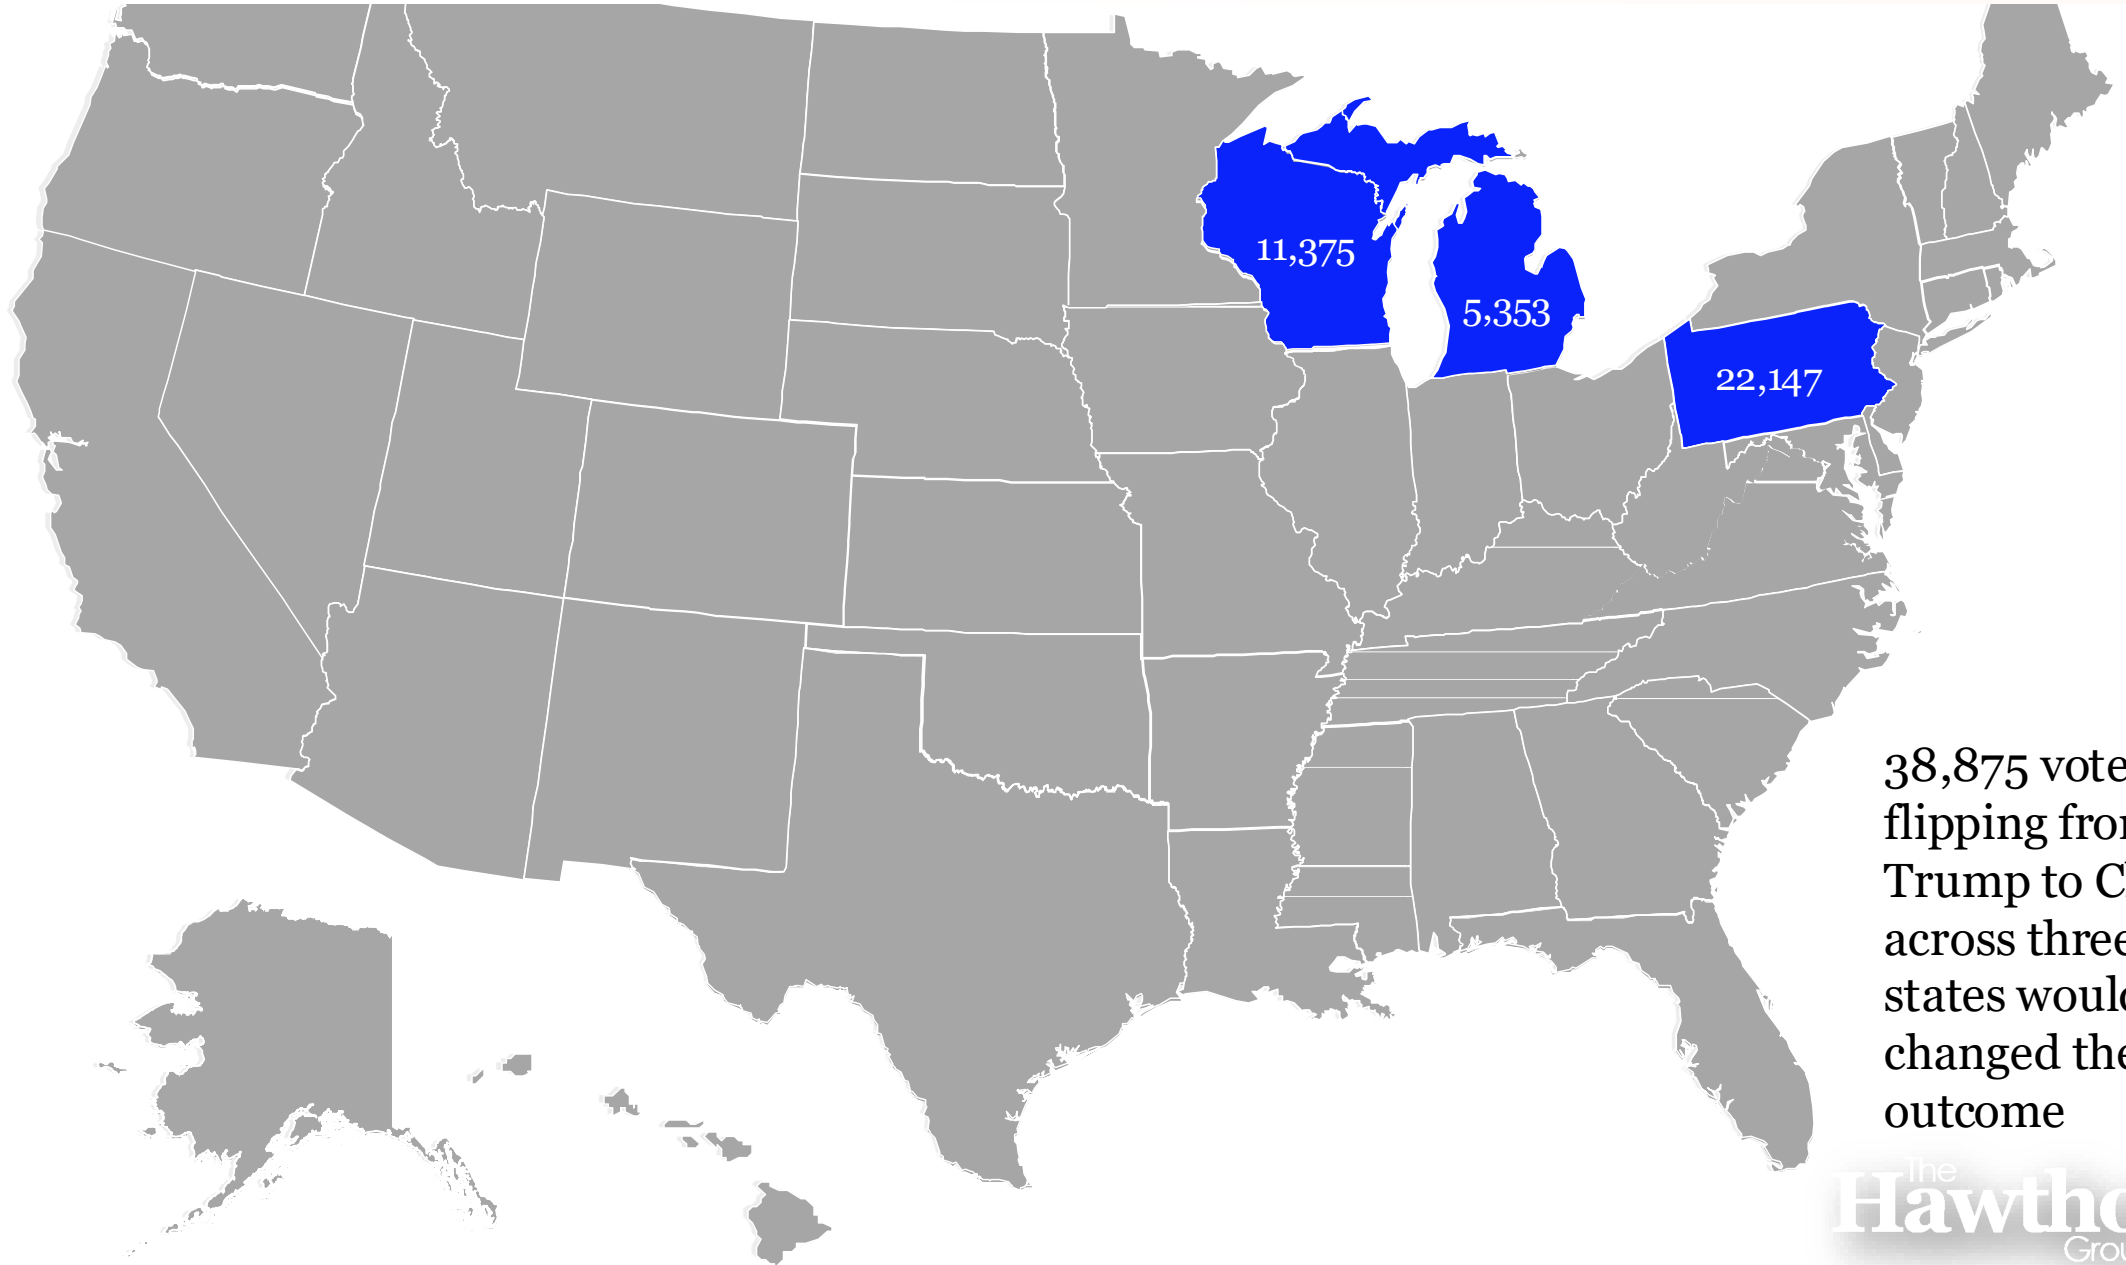 11,375
5,353
22,147
38,875 vote
flipping fro
Trump to C
across three
states would
changed the
outcome
The
Hawtho
Grou